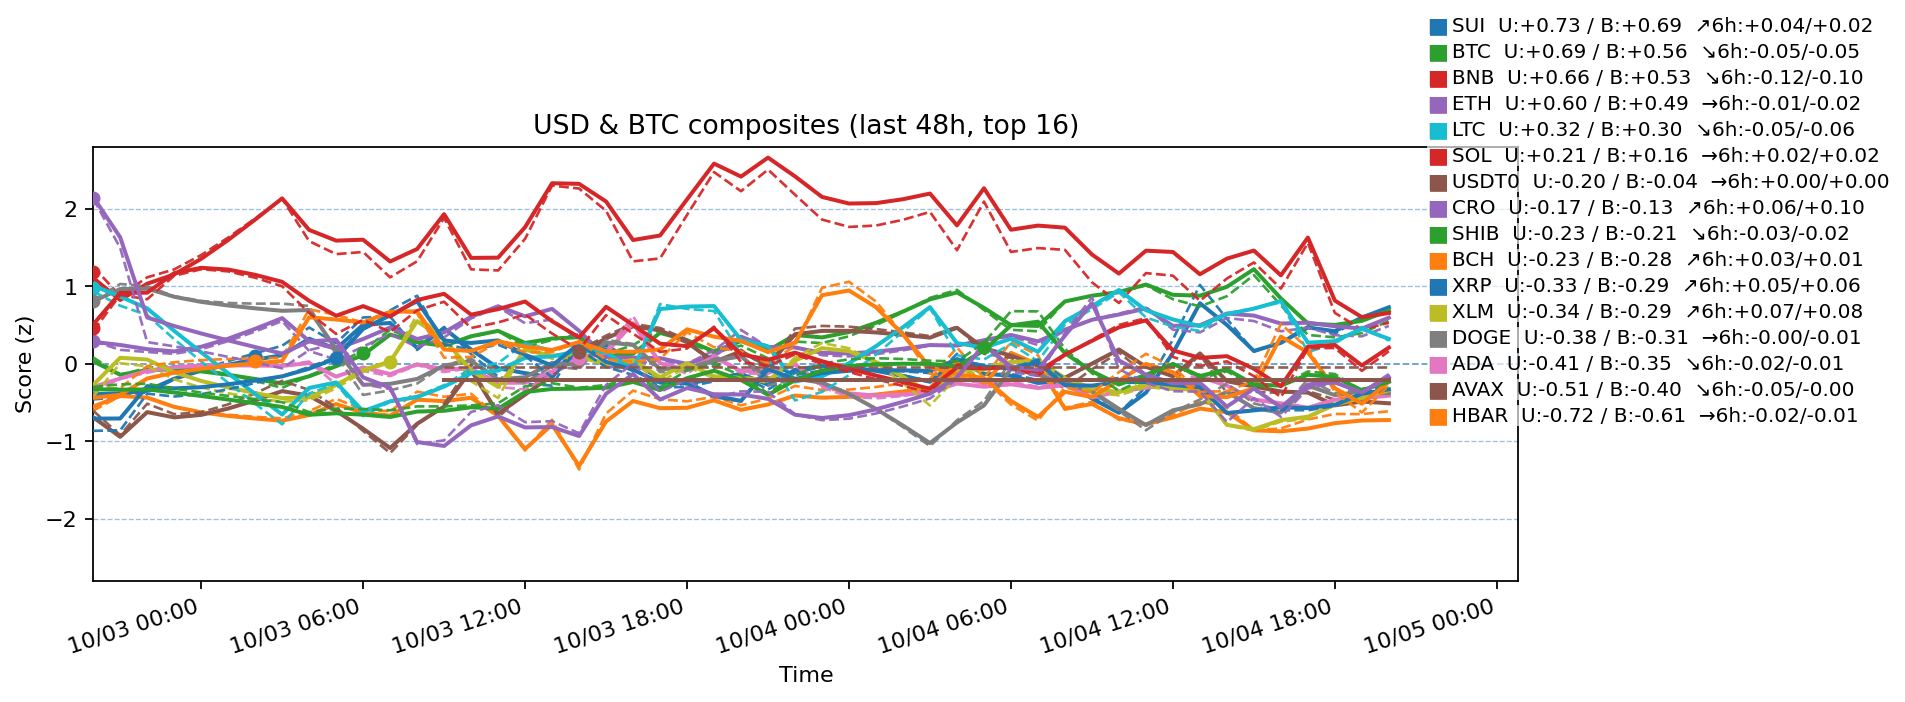 SUI U:+0.73 / B:+0.69 ↗6h:+0.04/+0.02
BTC U:+0.69 / B:+0.56 ↘6h:-0.05/-0.05
BNB U:+0.66 / B:+0.53 ↘6h:-0.12/-0.10
ETH U:+0.60 / B:+0.49 →6h:-0.01/-0.02
LTC U:+0.32 / B:+0.30 ↘6h:-0.05/-0.06
SOL U:+0.21 / B:+0.16 →6h:+0.02/+0.02
USDT0 U:-0.20 / B:-0.04 →6h:+0.00/+0.00
CRO U:-0.17 / B:-0.13 ↗6h:+0.06/+0.10
SHIB U:-0.23 / B:-0.21 ↘6h:-0.03/-0.02
BCH U:-0.23 / B:-0.28 ↗6h:+0.03/+0.01
XRP U:-0.33 / B:-0.29 ↗6h:+0.05/+0.06
XLM U:-0.34 / B:-0.29 ↗6h:+0.07/+0.08
DOGE U:-0.38 / B:-0.31 →6h:-0.00/-0.01
ADA U:-0.41 / B:-0.35 ↘6h:-0.02/-0.01
AVAX U:-0.51 / B:-0.40 ↘6h:-0.05/-0.00
HBAR U:-0.72 / B:-0.61 →6h:-0.02/-0.01
USD & BTC composites (last 48h, top 16)
Score (z)
2
1
0
−1
−2
10/03 00:00
10/03 06:00
10/03 12:00
10/03 18:00
10/04 00:00
10/04 06:00
10/04 12:00
10/04 18:00
10/05 00:00
Time